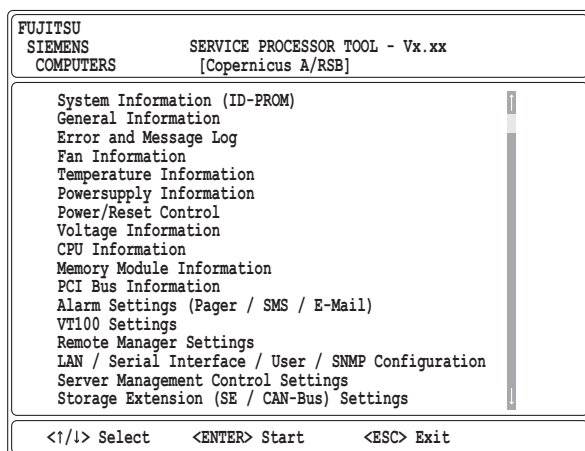 FUJITSU
SIEMENS SERVICE PROCESSOR TOOL - Vx.xx
COMPUTERS [Copernicus A/RSB]
System Information (ID-PROM)
General Information
Error and Message Log
Fan Information
Temperature Information
Powersupply Information
Power/Reset Control
Voltage Information
CPU Information
Memory Module Information
PCI Bus Information
Alarm Settings (Pager / SMS / E-Mail)
VT100 Settings
Remote Manager Settings
LAN / Serial Interface / User / SNMP Configuration
Server Management Control Settings
Storage Extension (SE / CAN-Bus) Settings
<↑/↓> Select <ENTER> Start <ESC> Exit